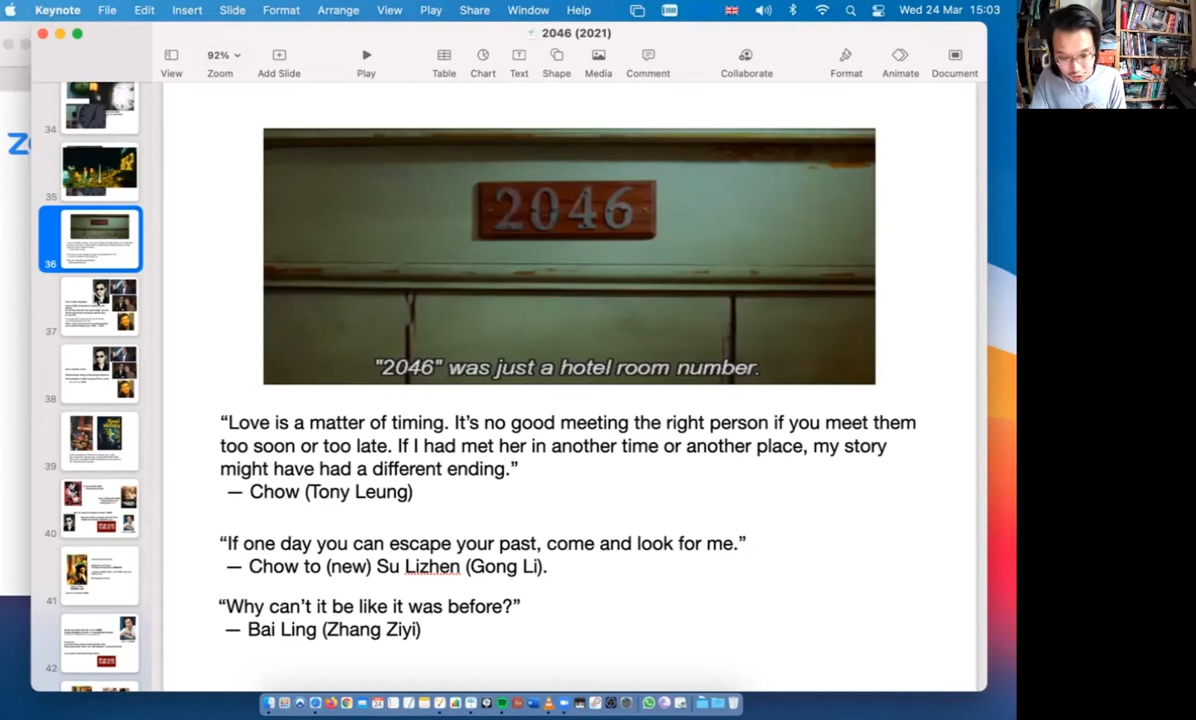 Keynote File Edit Insert Slide Format Arrange View Play Share Window Help Wed 24 Mar 15:03
2046 (2021)
92%
View Zoom Add Slide Play Table Chart Text Shape Media Comment Collaborate Format Animate Document
34
35
36
37
38
39
40
41
42
2046
"2046" was just a hotel room number.
“Love is a matter of timing. It’s no good meeting the right person if you meet them
too soon or too late. If I had met her in another time or another place, my story
might have had a different ending.”
— Chow (Tony Leung)
“If one day you can escape your past, come and look for me.”
— Chow to (new) Su Lizhen (Gong Li).
“Why can’t it be like it was before?”
— Bai Ling (Zhang Ziyi)